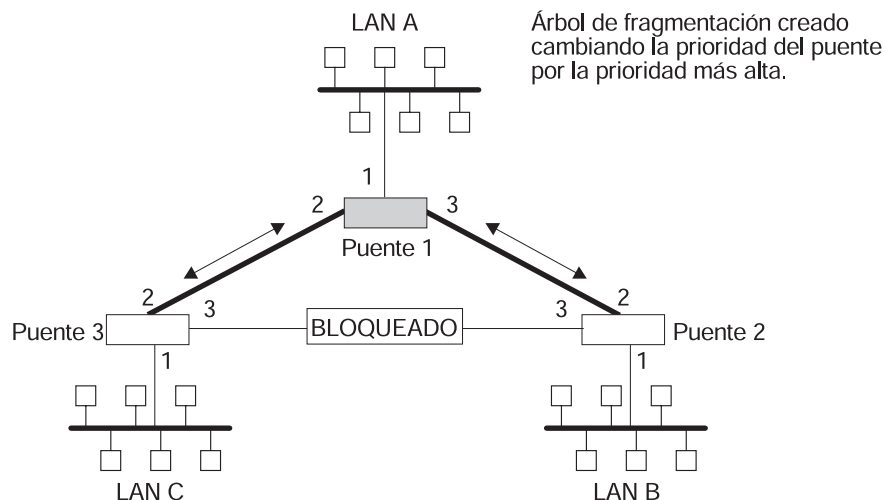 LAN A
Árbol de fragmentación creado
cambiando la prioridad del puente
por la prioridad más alta.
1
2
3
Puente 1
2
3
3
2
Puente 3
BLOQUEADO
Puente 2
1
1
LAN C
LAN B